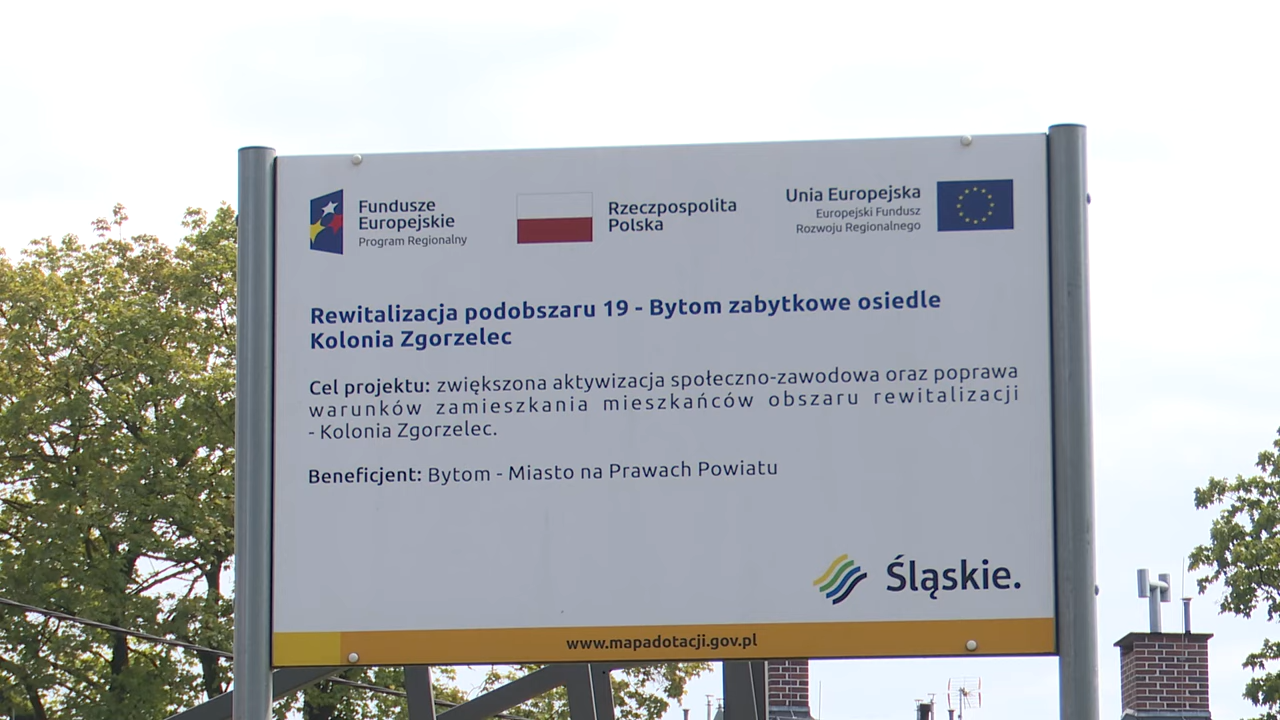 Fundusze
Europejskie
Program Regionalny
Rzeczpospolita
Polska
Unia Europejska
Europejski Fundusz
Rozwoju Regionalnego
Rewitalizacja podobszaru 19 - Bytom zabytkowe osiedle
Kolonia Zgorzelec
Cel projektu: zwiększona aktywizacja społeczno-zawodowa oraz poprawa
warunków zamieszkania mieszkańców obszaru rewitalizacji
- Kolonia Zgorzelec.
Beneficjent: Bytom - Miasto na Prawach Powiatu
Śląskie.
www.mapadotacji.gov.pl